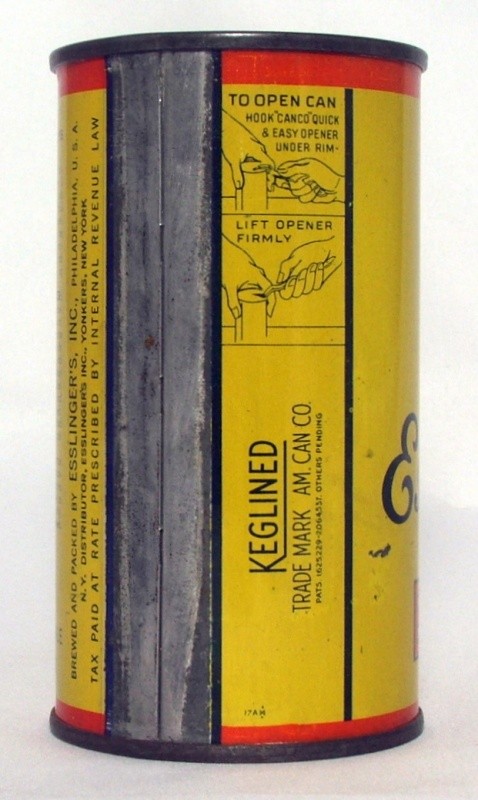 BREWED AND PACKED BY ESSLINGER'S, INC., PHILADELPHIA, U. S. A.
N. Y. DISTRIBUTOR, ESSLINGER'S INC., YONKERS, NEW YORK
TAX PAID AT RATE PRESCRIBED BY INTERNAL REVENUE LAW
TO OPEN CAN
HOOK "CANCO" QUICK
& EASY OPENER
UNDER RIM-
LIFT OPENER
FIRMLY
KEGLINED
TRADE MARK AM. CAN CO.
PATS 1625229-2064537. OTHERS PENDING
17A